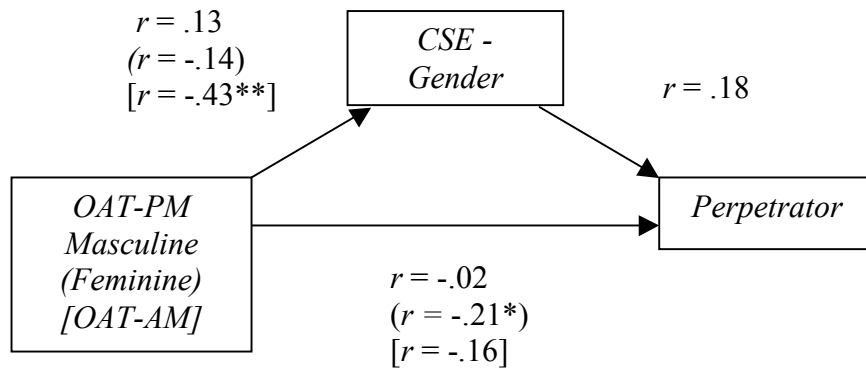 r = .13
(r = -.14)
[r = -.43**]
CSE -
Gender
r = .18
OAT-PM
Masculine
(Feminine)
[OAT-AM]
Perpetrator
r = -.02
(r = -.21*)
[r = -.16]